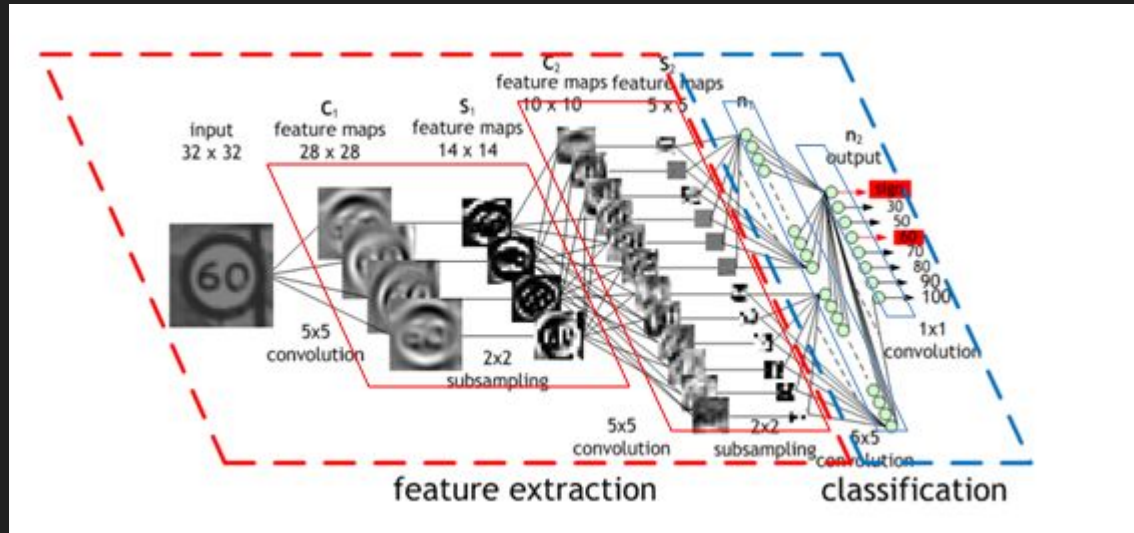 input
32 x 32
C₁
feature maps
28 x 28
S₁
feature maps
14 x 14
C₂
feature maps
10 x 10
S₂
feature maps
5 x 5
n₁
n₂
output
60
sign
30
50
60
70
80
90
100
5x5
convolution
2x2
subsampling
5x5
convolution
2x2
subsampling
convolution
1x1
convolution
feature extraction
classification